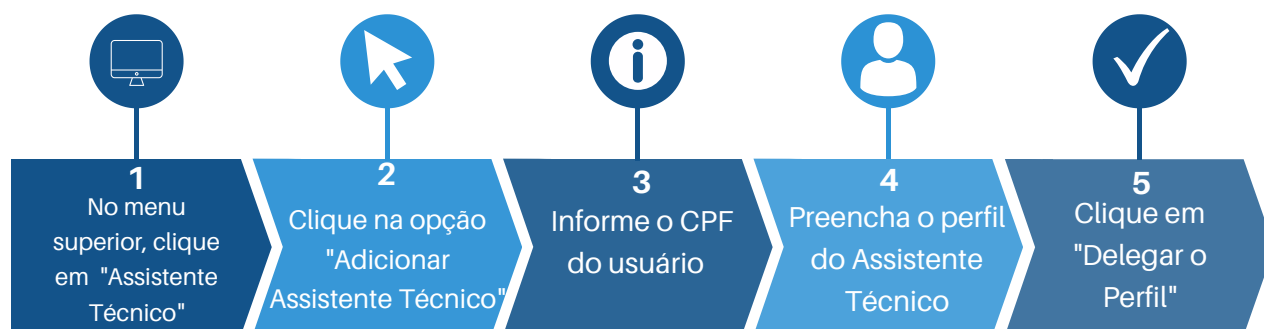 1
No menu
superior, clique
em "Assistente
Técnico"
2
Clique na opção
"Adicionar
Assistente Técnico"
3
Informe o CPF
do usuário
4
Preencha o perfil
do Assistente
Técnico
5
Clique em
"Delegar o
Perfil"